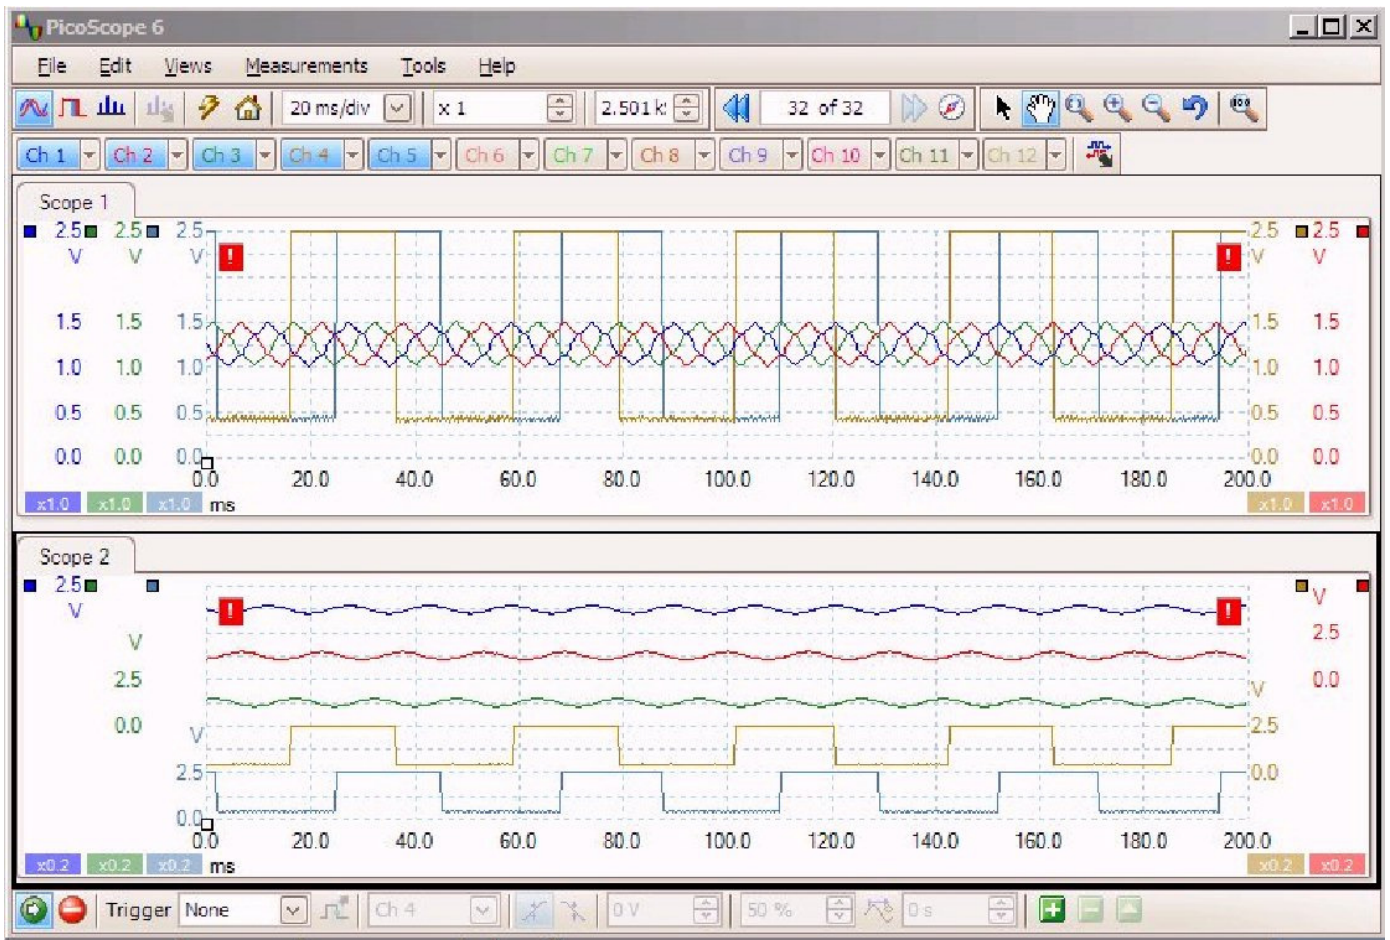 PicoScope 6
File Edit Views Measurements Tools Help
20 ms/div x 1 2.501 k: 32 of 32
Ch 1 Ch 2 Ch 3 Ch 4 Ch 5 Ch 6 Ch 7 Ch 8 Ch 9 Ch 10 Ch 11 Ch 12
Scope 1
2.5 2.5 2.5 2.5 2.5
V V V V V
1.5 1.5 1.5 1.5 1.5
1.0 1.0 1.0 1.0 1.0
0.5 0.5 0.5 0.5 0.5
0.0 0.0 0.0 0.0 0.0
0.0 20.0 40.0 60.0 80.0 100.0 120.0 140.0 160.0 180.0 200.0
x1.0 x1.0 x1.0 ms x1.0 x1.0
Scope 2
2.5
V V
V 2.5
2.5 V 0.0
0.0 V 2.5
2.5 0.0
0.0
0.0 20.0 40.0 60.0 80.0 100.0 120.0 140.0 160.0 180.0 200.0
x0.2 x0.2 x0.2 ms x0.2 x0.2
Trigger None Ch 4 0 V 50 % 0 s